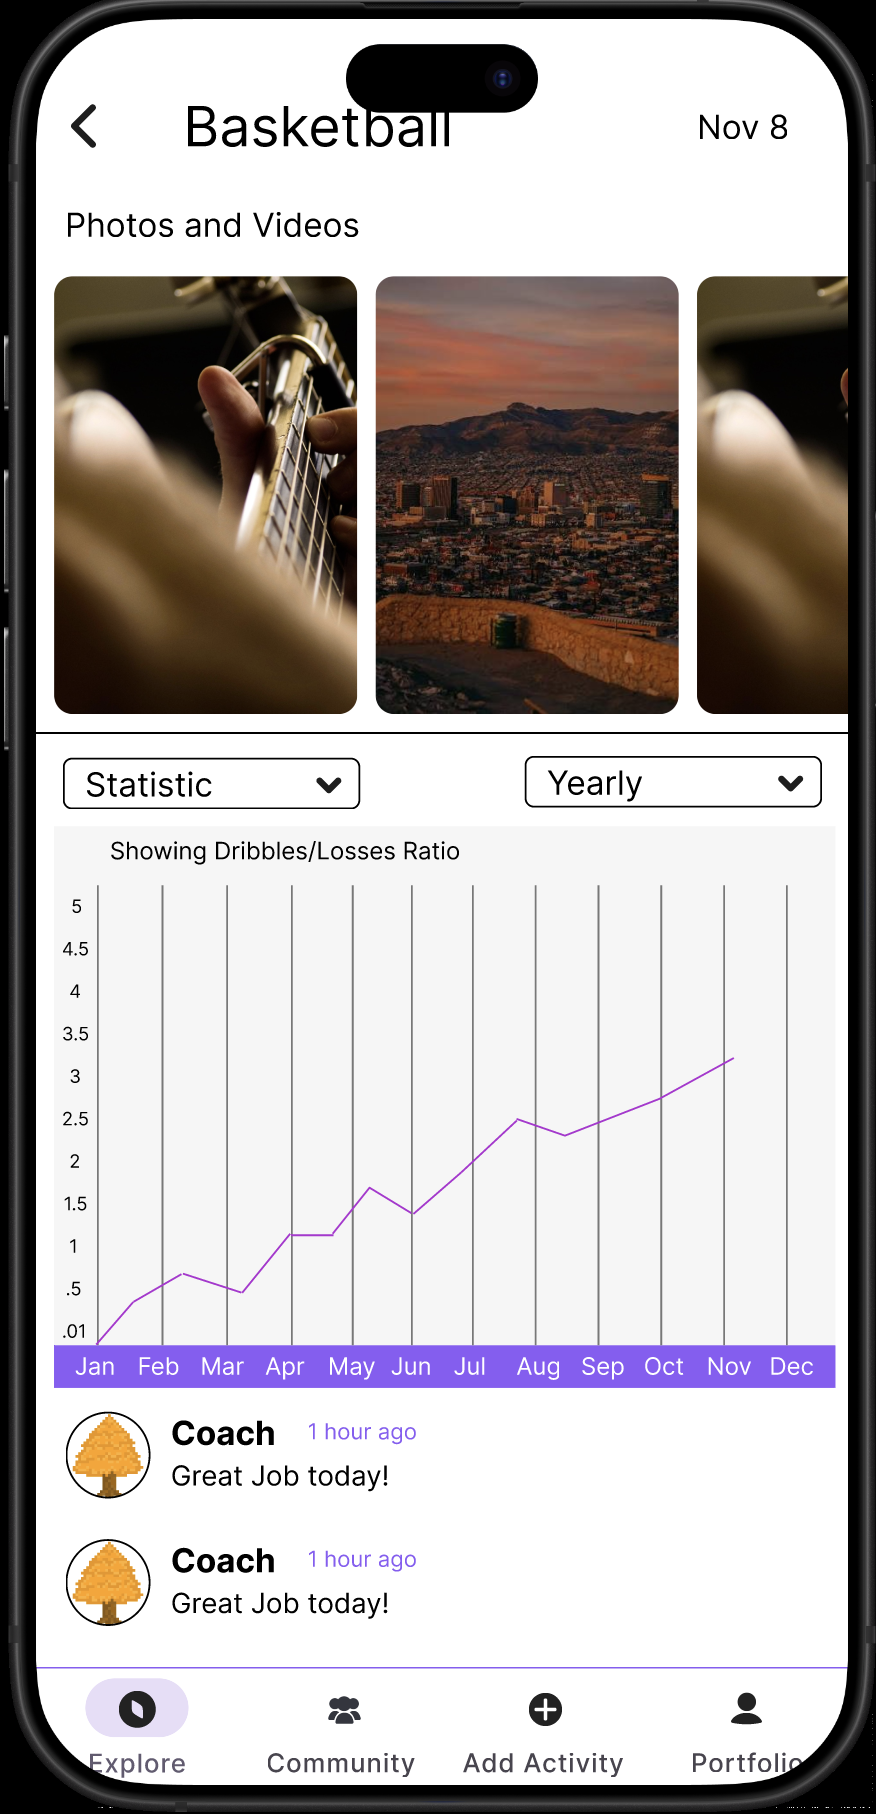 Basketball
Nov 8
Photos and Videos
Statistic
Yearly
Showing Dribbles/Losses Ratio
5
4.5
4
3.5
3
2.5
2
1.5
1
.5
.01
Jan Feb Mar Apr May Jun Jul Aug Sep Oct Nov Dec
Coach 1 hour ago
Great Job today!
Coach 1 hour ago
Great Job today!
Explore Community Add Activity Portfolio